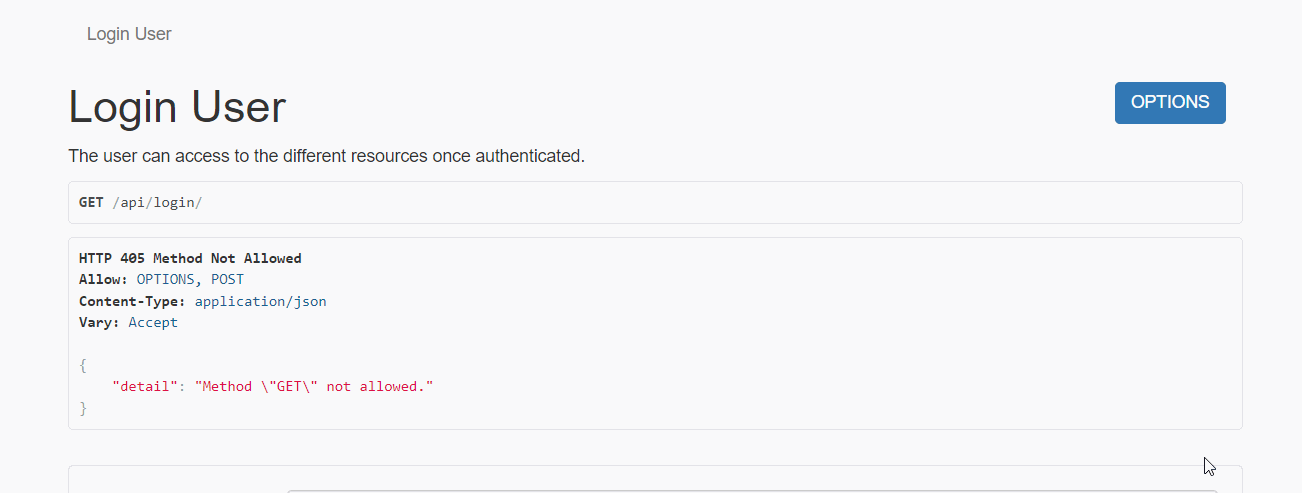 Login User
Login User
OPTIONS
The user can access to the different resources once authenticated.
GET /api/login/
HTTP 405 Method Not Allowed
Allow: OPTIONS, POST
Content-Type: application/json
Vary: Accept
{
    "detail": "Method \"GET\" not allowed."
}